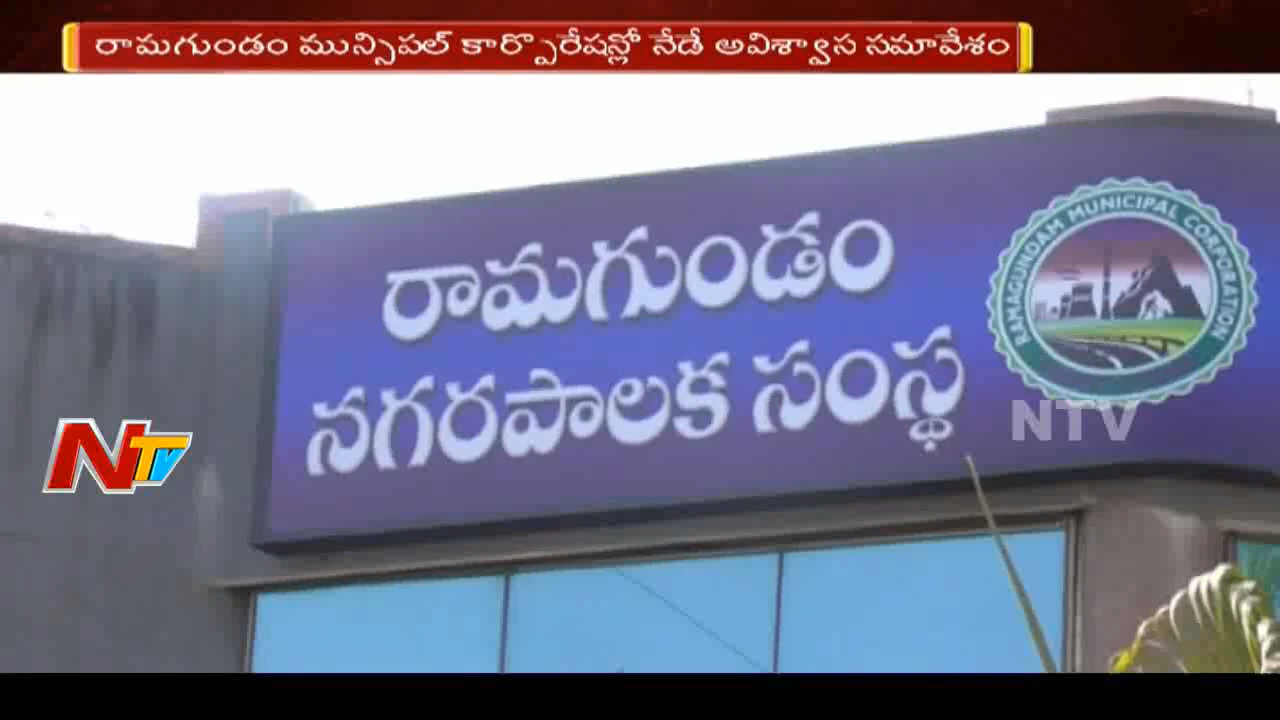 రామగుండం మున్సిపల్ కార్పొరేషన్లో నేడే అవిశ్వాస సమావేశం
రామగుండం
నగరపాలక సంస్థ
RAMAGUNDAM MUNICIPAL CORPORATION
NTV
NTV